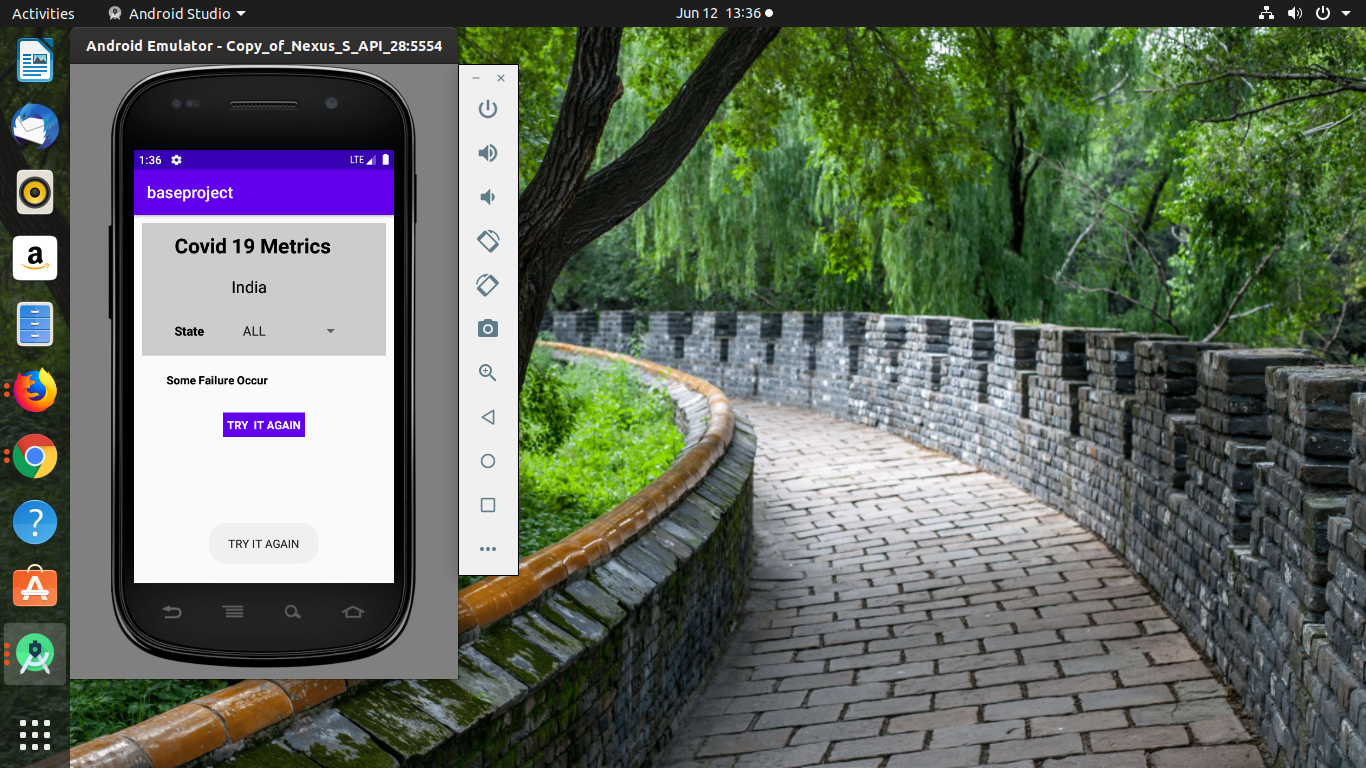 Activities
Android Studio
Jun 12 13:36
Android Emulator - Copy_of_Nexus_S_API_28:5554
1:36
LTE
baseproject
Covid 19 Metrics
India
State
ALL
Some Failure Occur
TRY IT AGAIN
TRY IT AGAIN
a
?